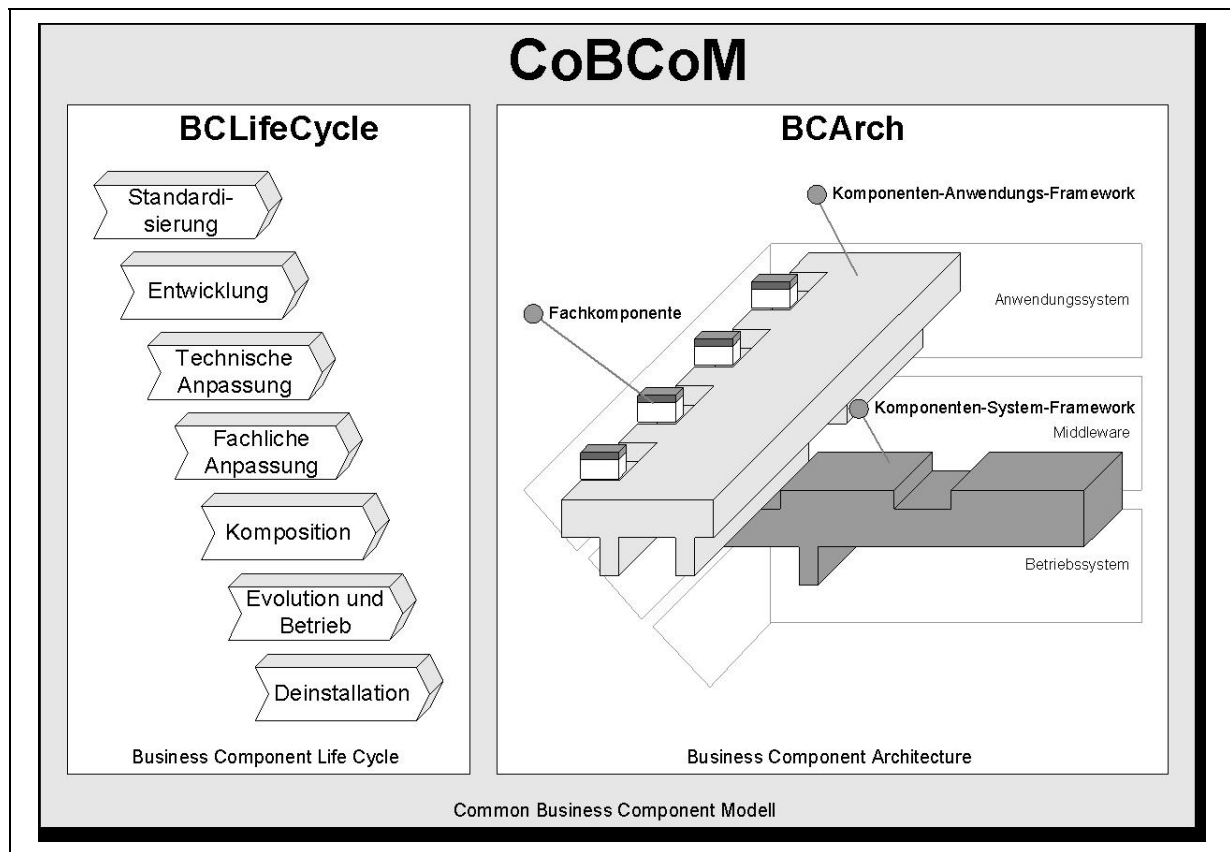 CoBCoM
BCLifeCycle
Standardi-
sierung
Entwicklung
Technische
Anpassung
Fachliche
Anpassung
Komposition
Evolution und
Betrieb
Deinstallation
Business Component Life Cycle
BCArch
Komponenten-Anwendungs-Framework
Anwendungssystem
Fachkomponente
Komponenten-System-Framework
Middleware
Betriebssystem
Business Component Architecture
Common Business Component Modell